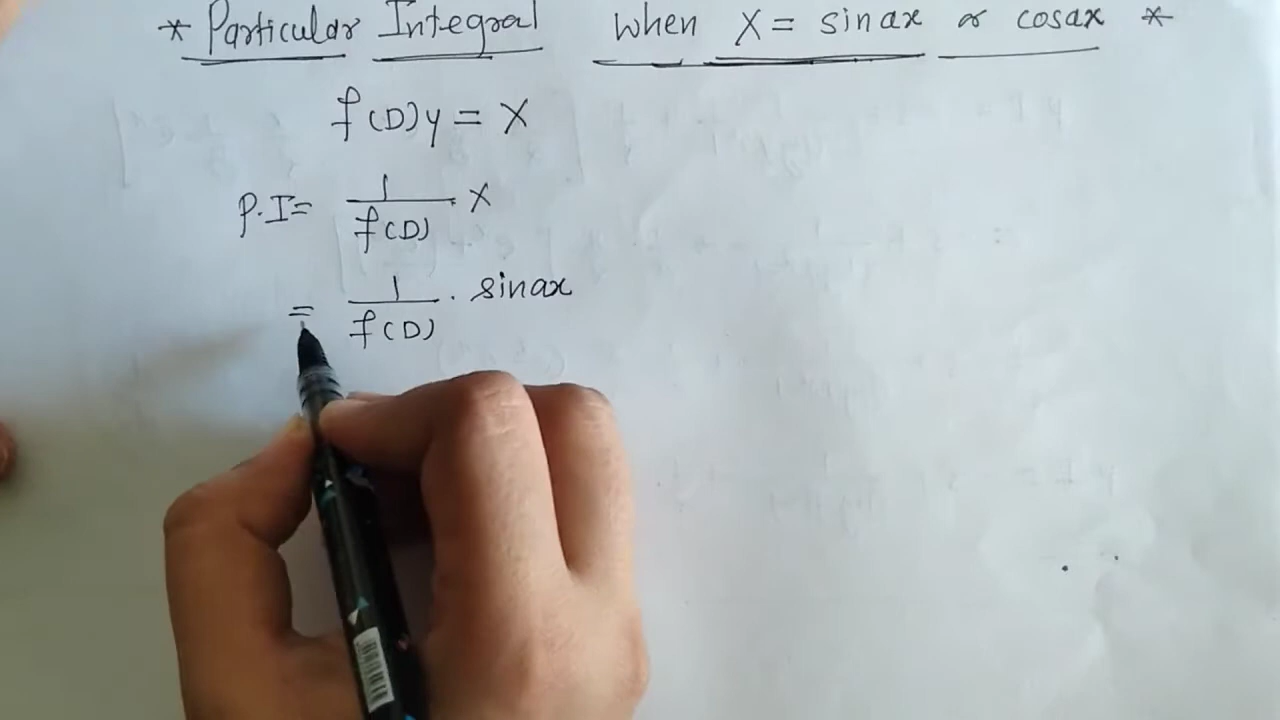 * Particular Integral when X = sinax or cosax *
f(D)y = X
P.I = 1/f(D) . X
= 1/f(D) . sinax